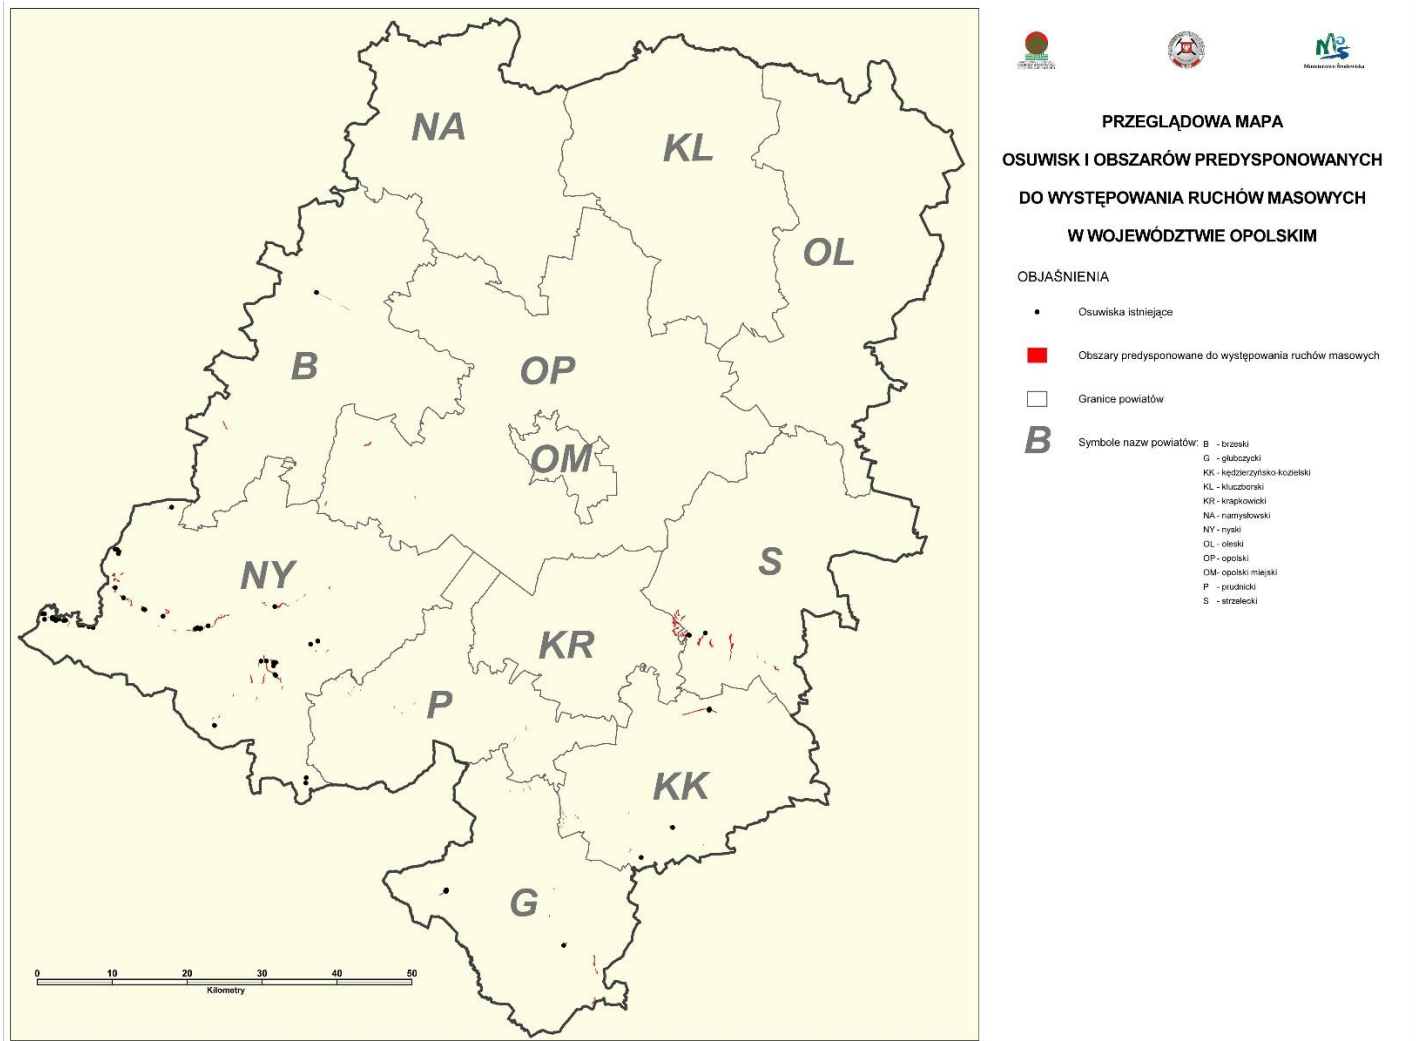 NA
KL
OL
B
OP
OM
NY
S
KR
P
KK
G
0 10 20 30 40 50
Kilometry
Ministerstwo Środowiska
PRZEGLĄDOWA MAPA
OSUWISK I OBSZARÓW PREDYSPONOWANYCH
DO WYSTĘPOWANIA RUCHÓW MASOWYCH
W WOJEWÓDZTWIE OPOLSKIM
OBJAŚNIENIA
Osuwiska istniejące
Obszary predysponowane do występowania ruchów masowych
Granice powiatów
B Symbole nazw powiatów: B - brzeski
G - głubczycki
KK - kędzierzyńsko-kozielski
KL - kluczborski
KR - krapkowicki
NA - namysłowski
NY - nyski
OL - oleski
OP - opolski
OM- opolski miejski
P - prudnicki
S - strzelecki